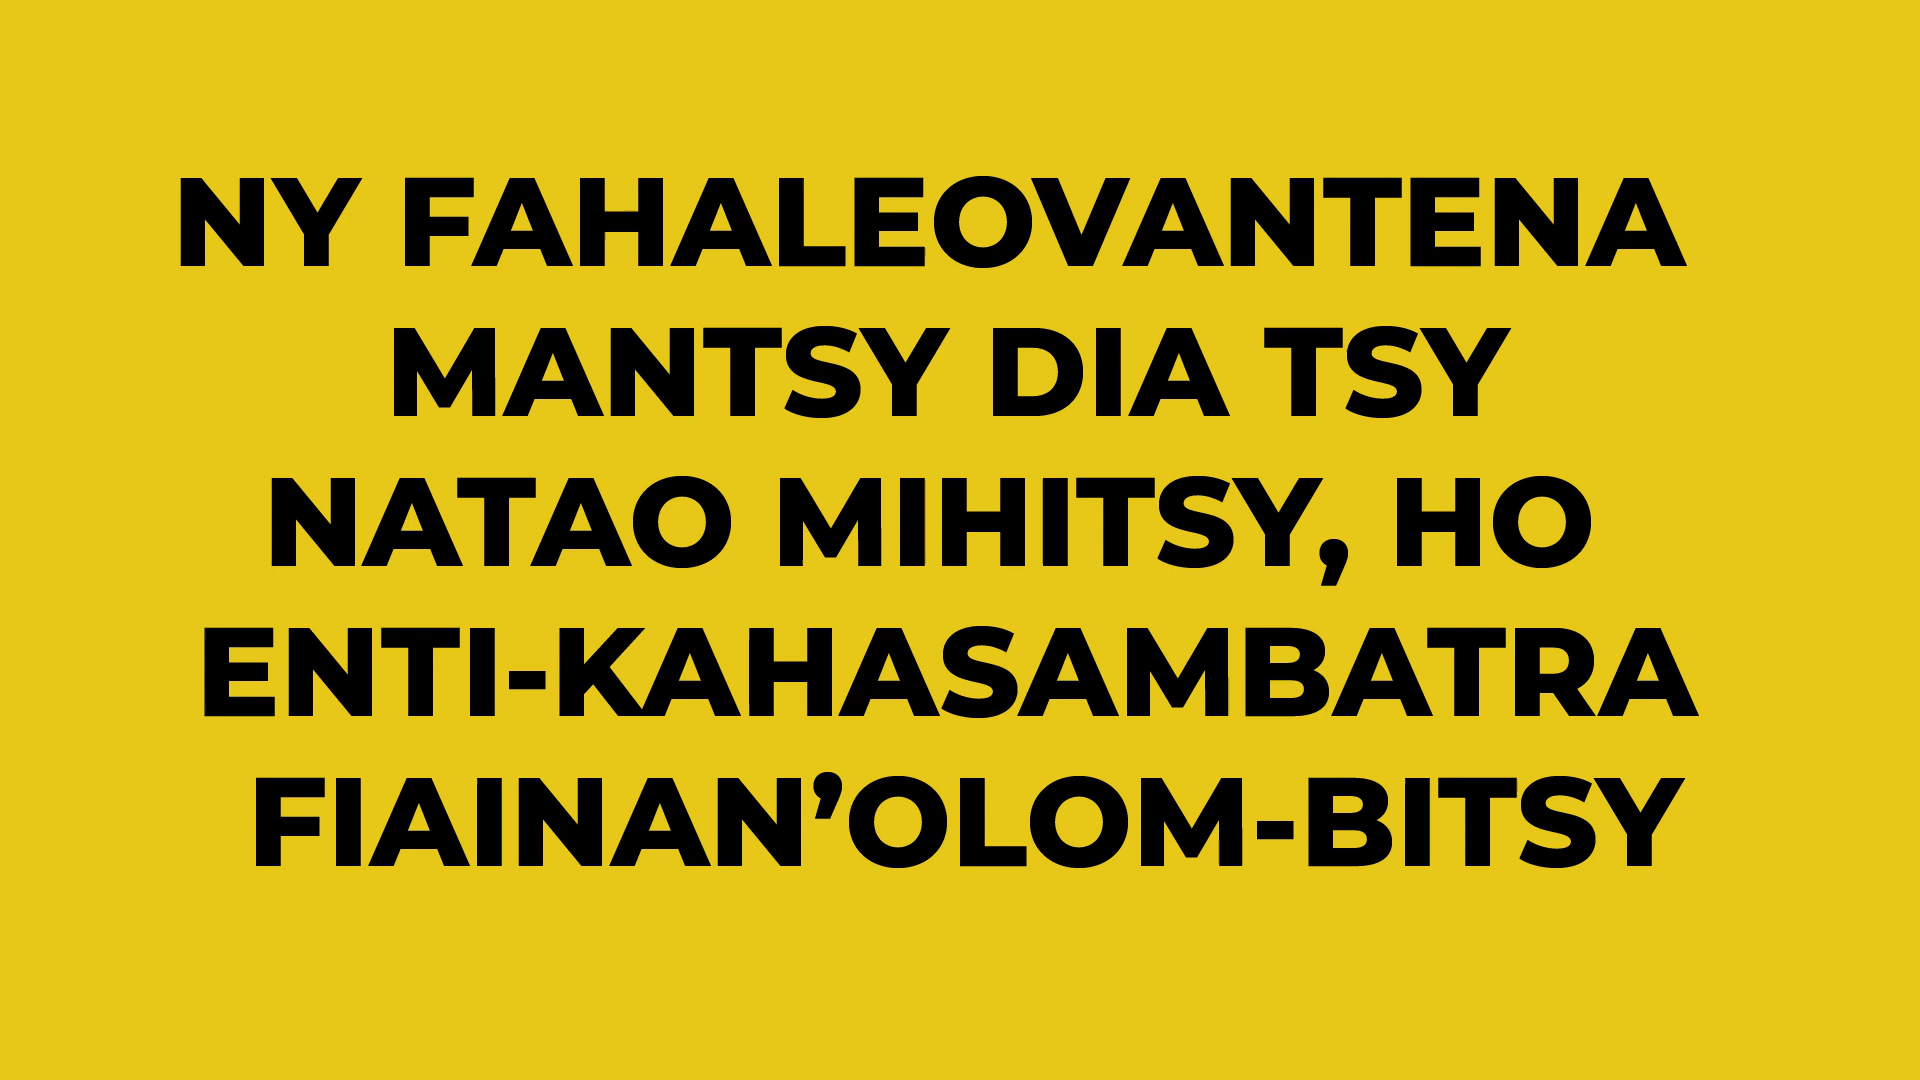 NY FAHALEOVANTENA
MANTSY DIA TSY
NATAO MIHITSY, HO
ENTI-KAHASAMBATRA
FIAINAN’OLOM-BITSY